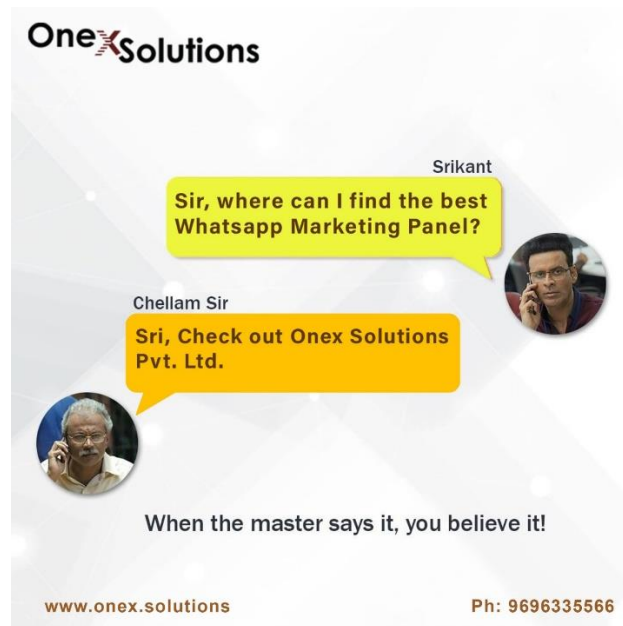 OneXSolutions
Srikant
Sir, where can I find the best
Whatsapp Marketing Panel?
Chellam Sir
Sri, Check out Onex Solutions
Pvt. Ltd.
When the master says it, you believe it!
www.onex.solutions
Ph: 9696335566